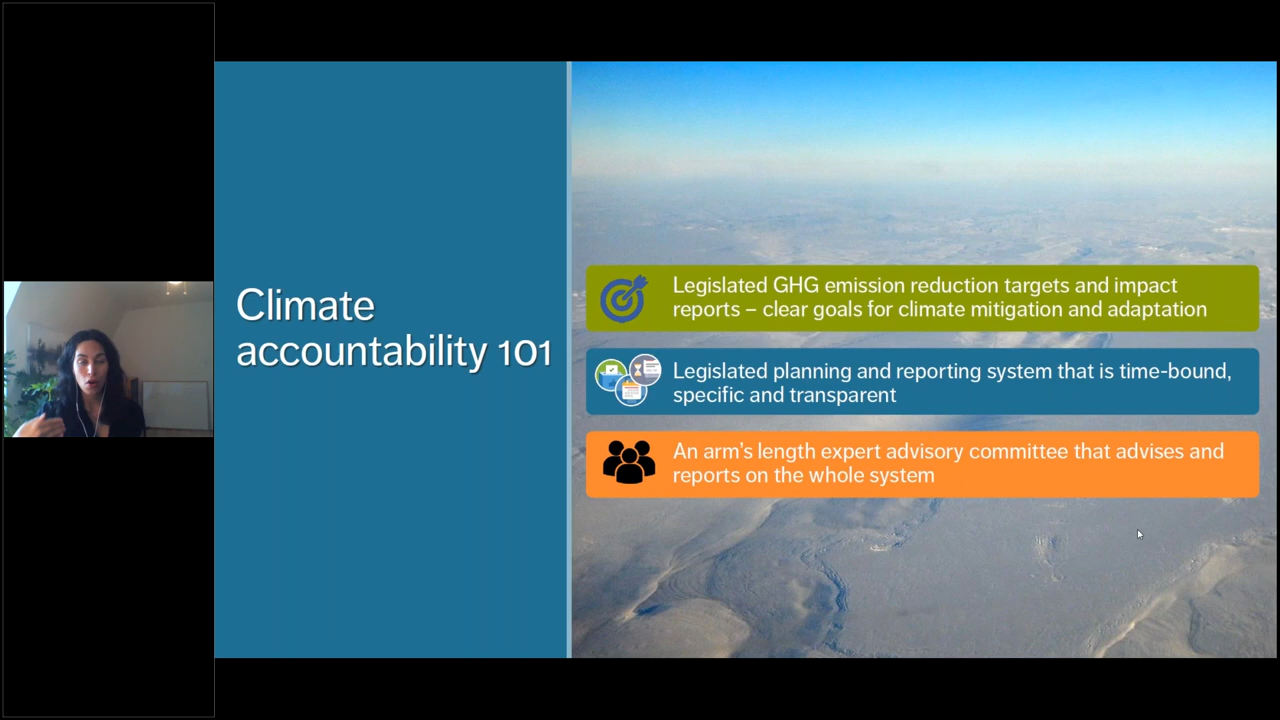 Climate
accountability 101
Legislated GHG emission reduction targets and impact
reports – clear goals for climate mitigation and adaptation
Legislated planning and reporting system that is time-bound,
specific and transparent
An arm's length expert advisory committee that advises and
reports on the whole system